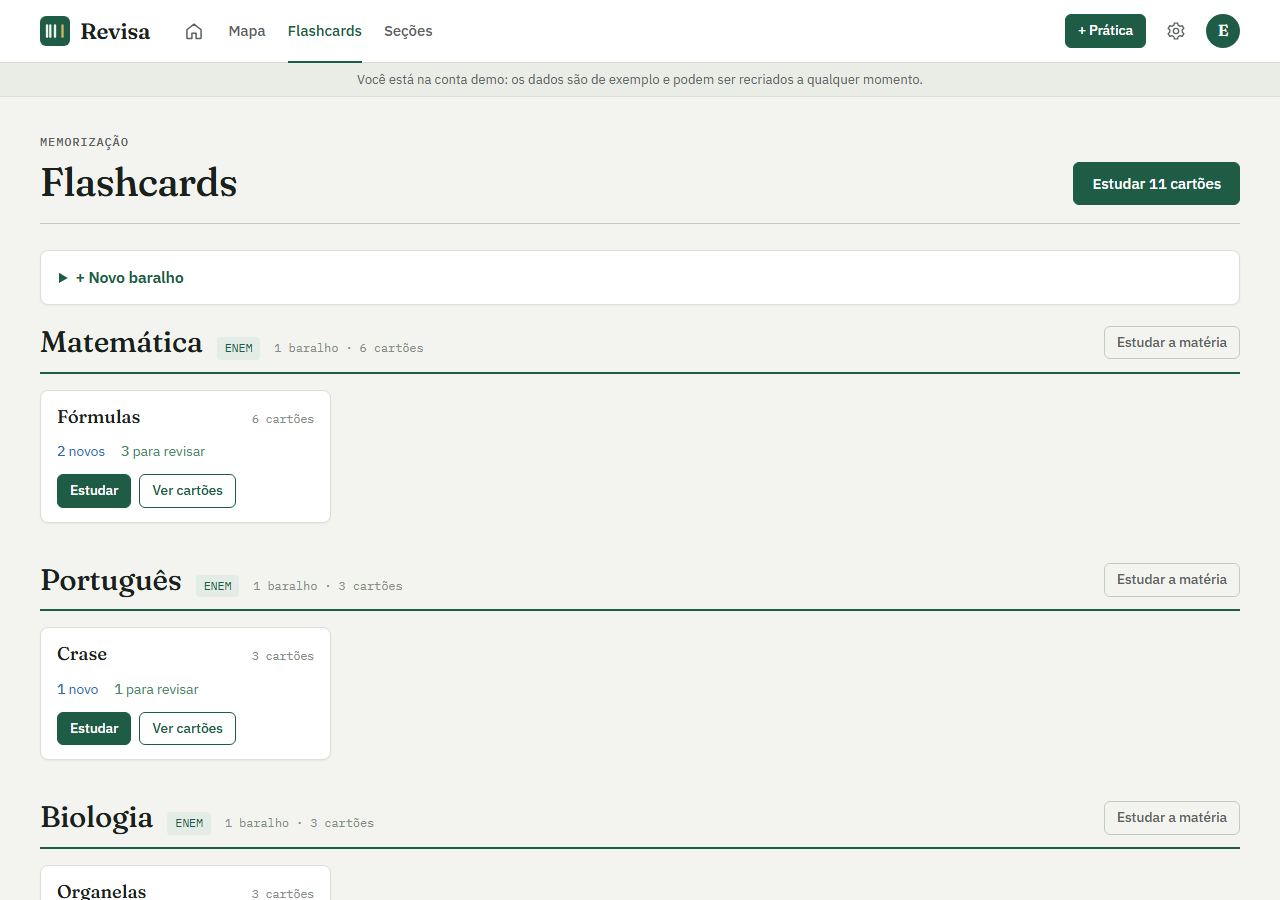 Revisa
Mapa
Flashcards
Seções
+ Prática
E
Você está na conta demo: os dados são de exemplo e podem ser recriados a qualquer momento.
MEMORIZAÇÃO
Flashcards
Estudar 11 cartões
+ Novo baralho
Matemática ENEM 1 baralho · 6 cartões
Estudar a matéria
Fórmulas 6 cartões
2 novos 3 para revisar
Estudar Ver cartões
Português ENEM 1 baralho · 3 cartões
Estudar a matéria
Crase 3 cartões
1 novo 1 para revisar
Estudar Ver cartões
Biologia ENEM 1 baralho · 3 cartões
Estudar a matéria
Organelas 3 cartões